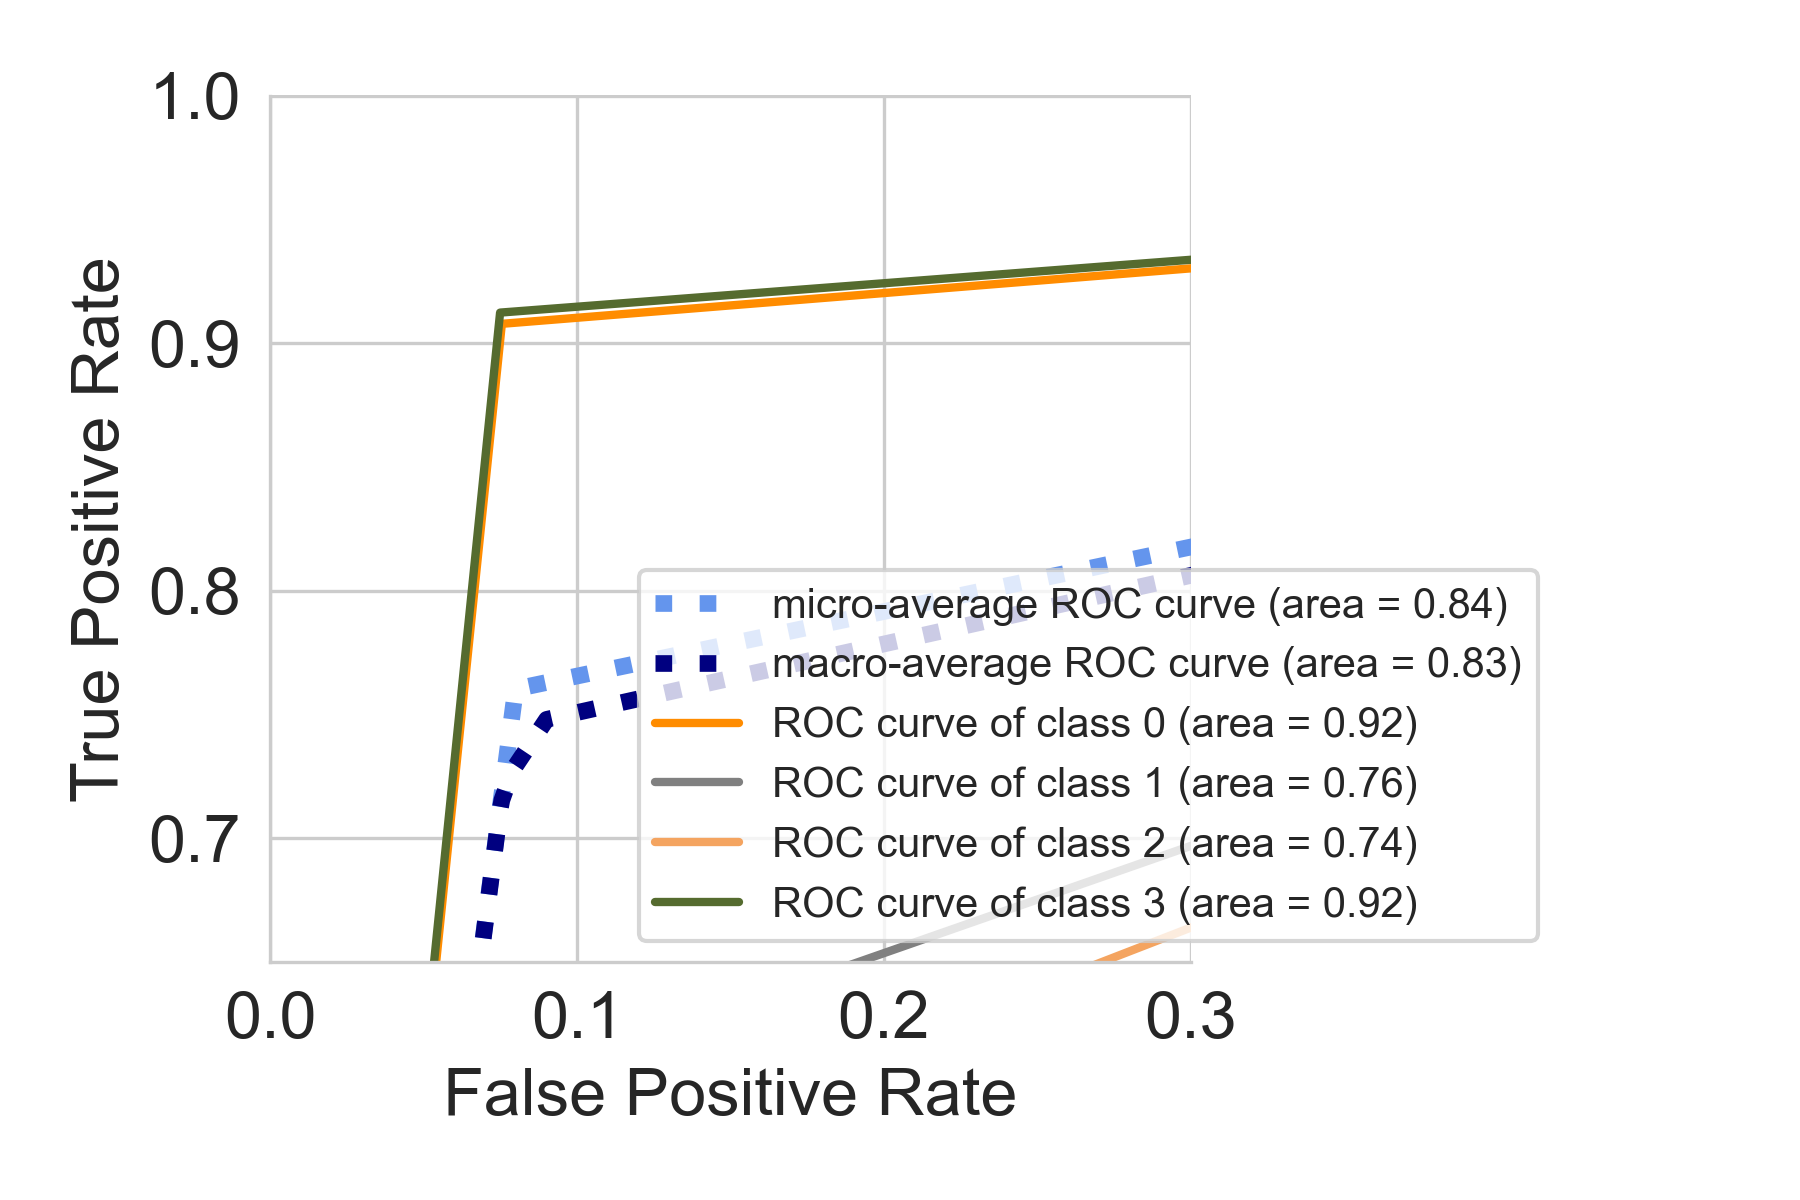 1.0
0.9
0.8
0.7
True Positive Rate
micro-average ROC curve (area = 0.84)
macro-average ROC curve (area = 0.83)
ROC curve of class 0 (area = 0.92)
ROC curve of class 1 (area = 0.76)
ROC curve of class 2 (area = 0.74)
ROC curve of class 3 (area = 0.92)
0.0 0.1 0.2 0.3
False Positive Rate